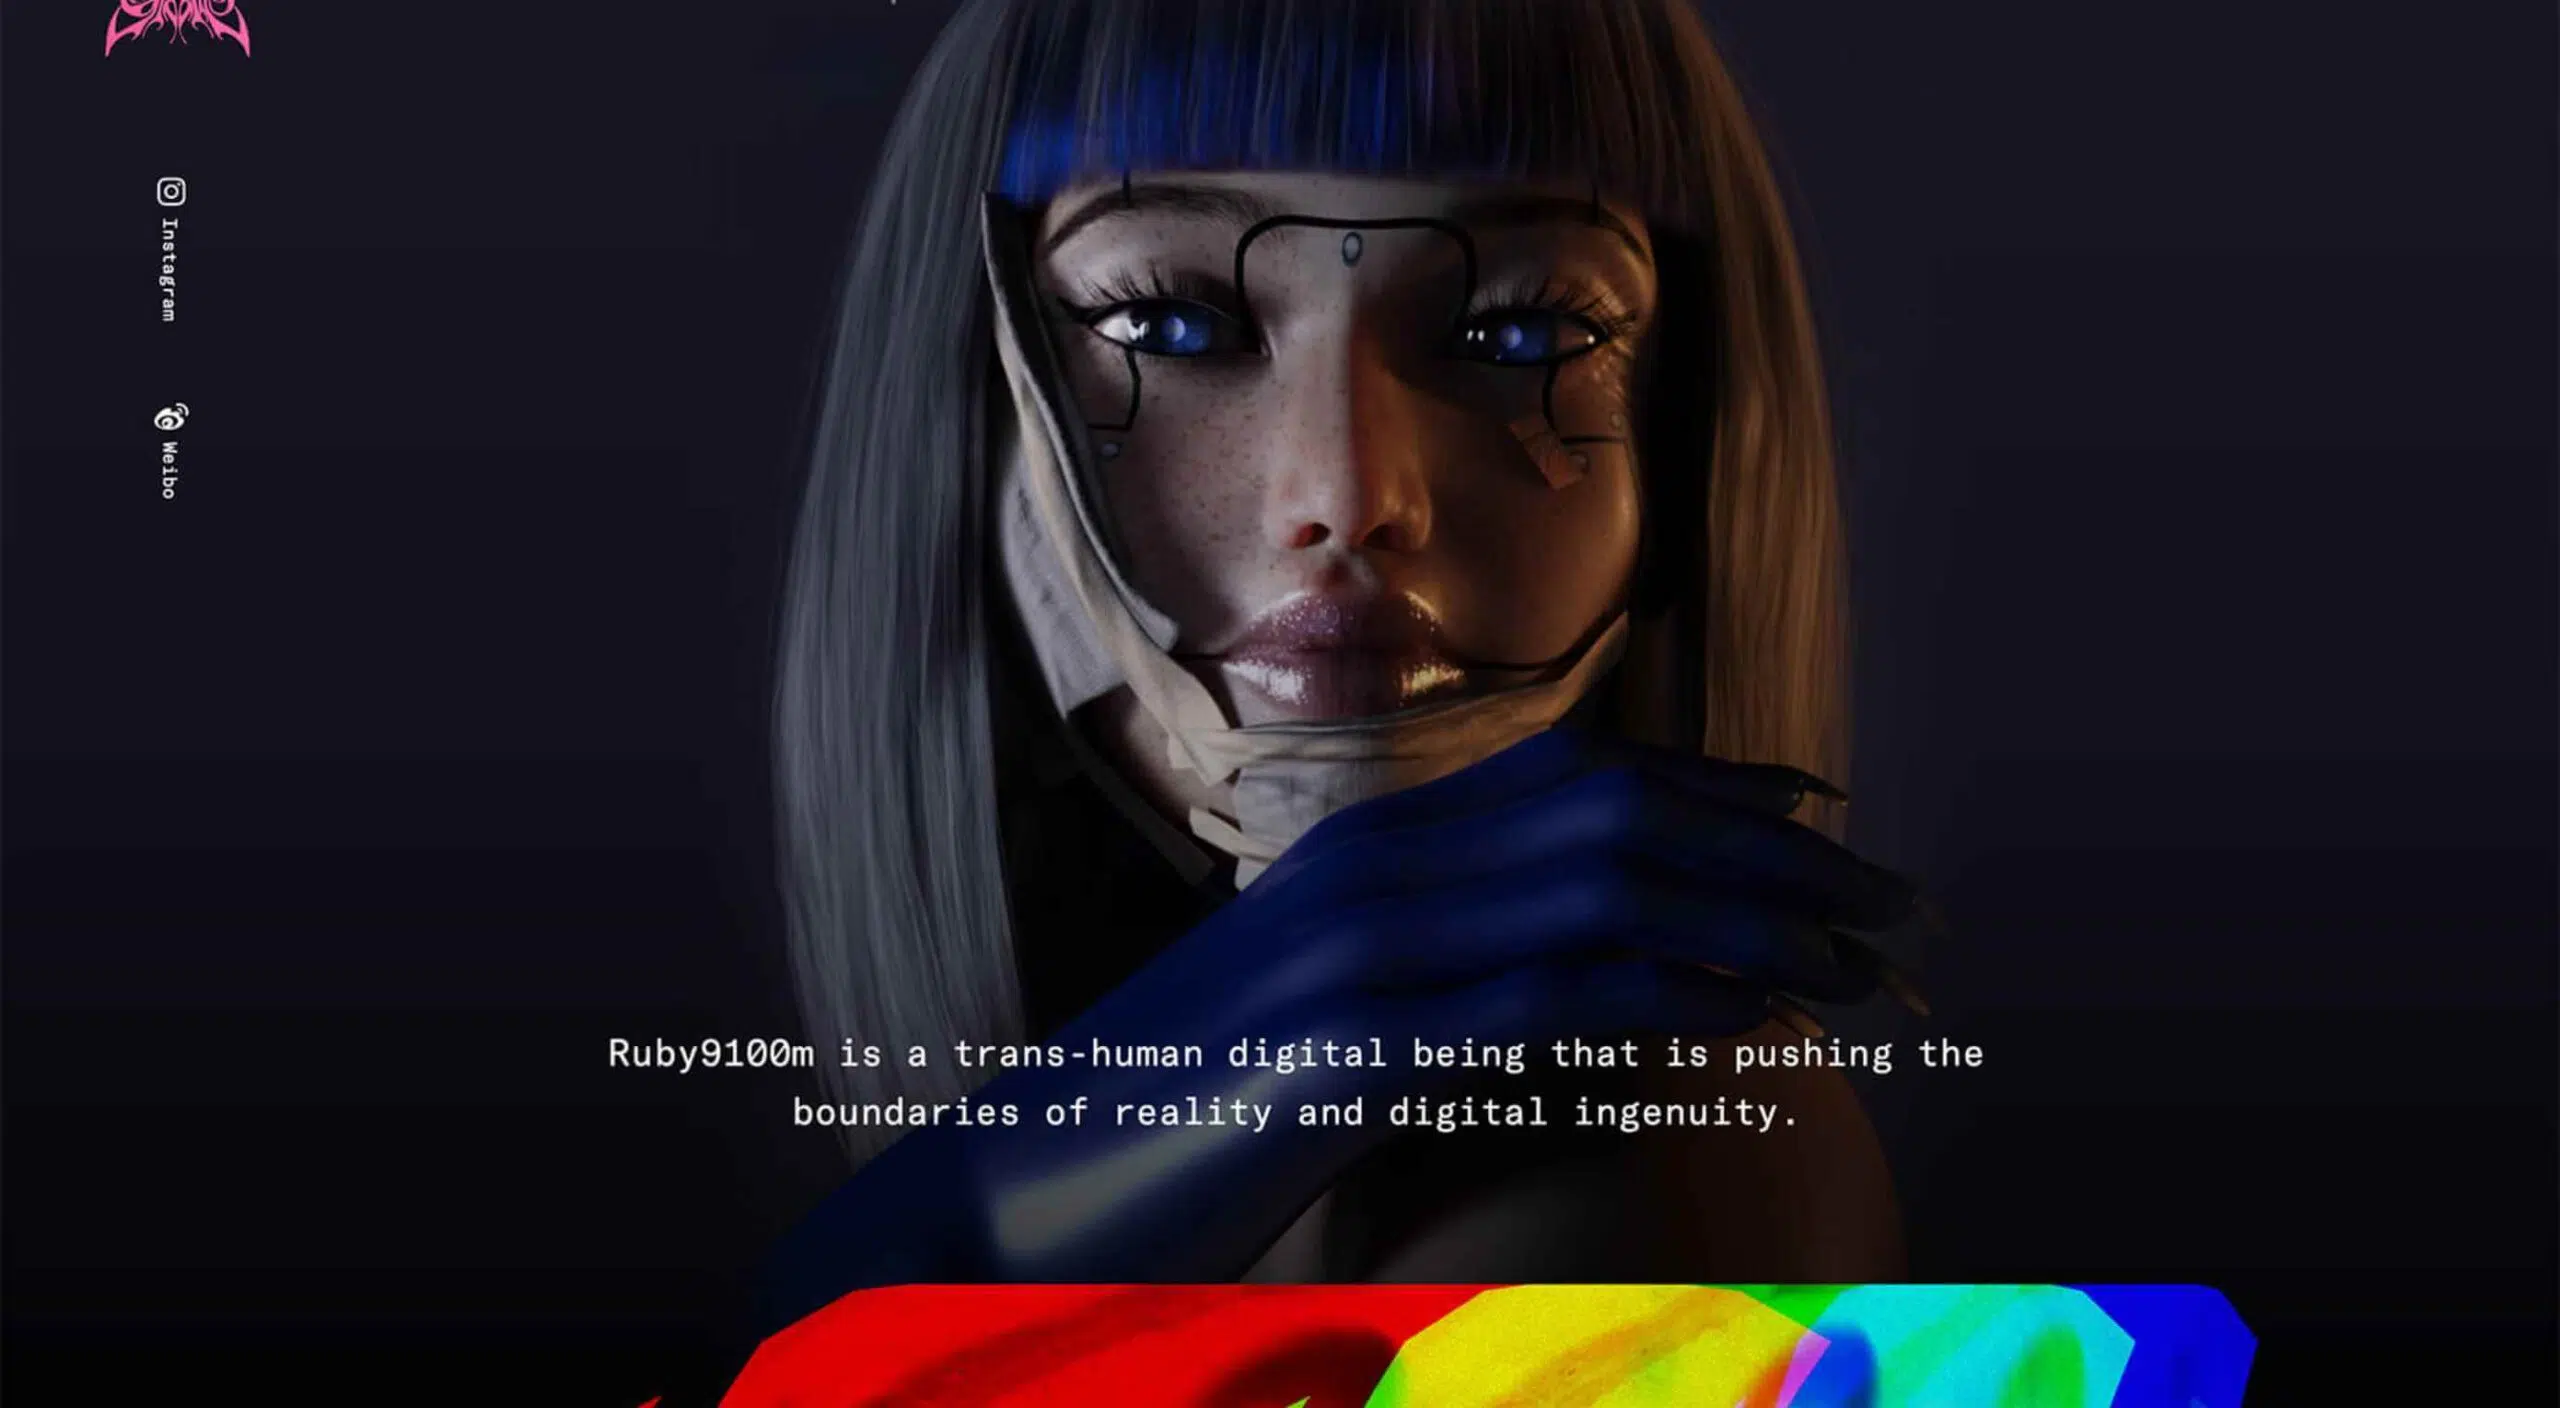 Instagram
Weibo
Ruby9100m is a trans-human digital being that is pushing the
boundaries of reality and digital ingenuity.